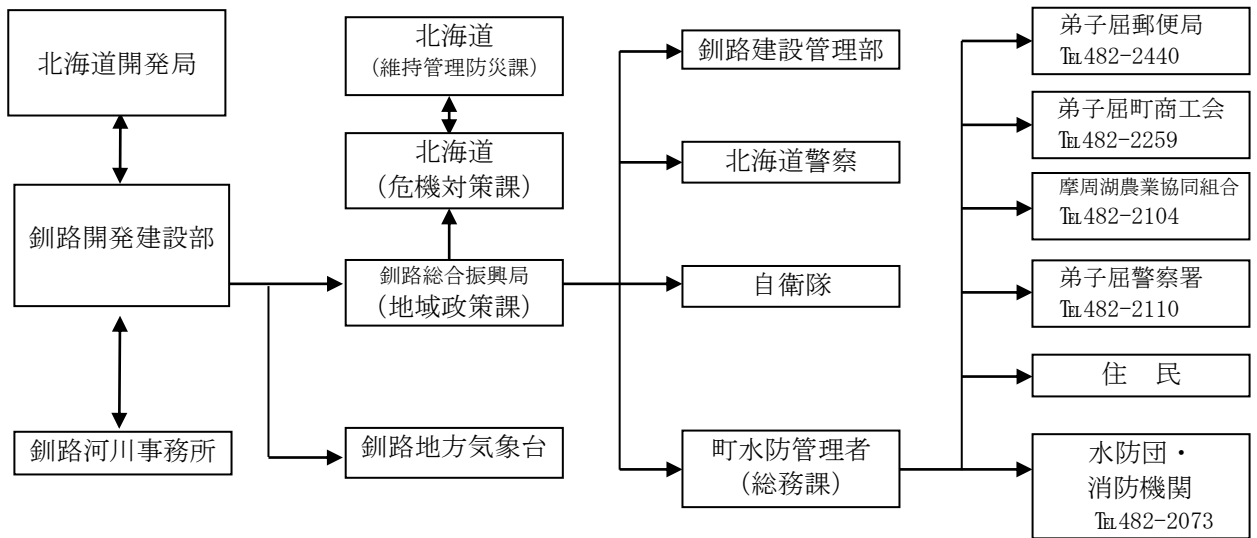 北海道開発局
釧路開発建設部
釧路河川事務所
北海道
(維持管理防災課)
北海道
(危機対策課)
釧路総合振興局
(地域政策課)
釧路地方気象台
釧路建設管理部
北海道警察
自衛隊
町水防管理者
(総務課)
弟子屈郵便局
℡482-2440
弟子屈町商工会
℡482-2259
摩周湖農業協同組合
℡482-2104
弟子屈警察署
℡482-2110
住　民
水防団・
消防機関
℡482-2073